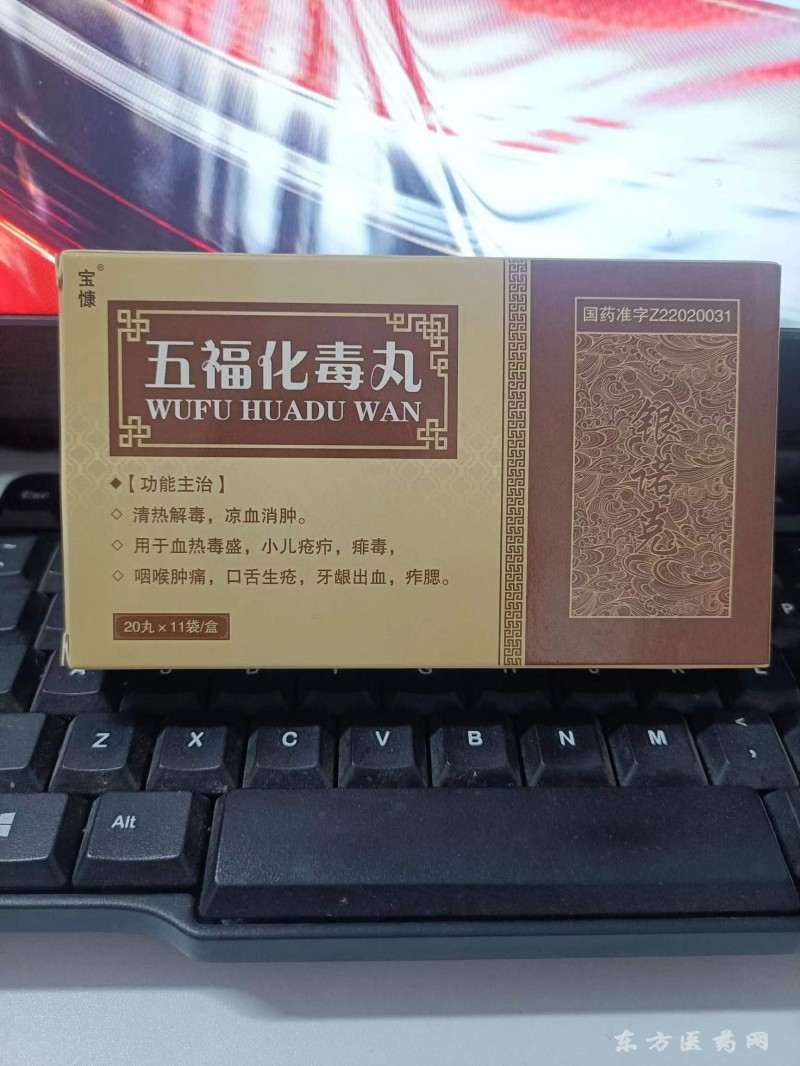 宝慷®
五福化毒丸
WUFU HUADU WAN
◆【功能主治】
◇ 清热解毒，凉血消肿。
◇ 用于血热毒盛，小儿疮疖，痱毒，
◇ 咽喉肿痛，口舌生疮，牙龈出血，痄腮。
20丸×11袋/盒
国药准字Z22020031
银诺克
Esc
Z X C V B N M < ,
Alt
东方医药网